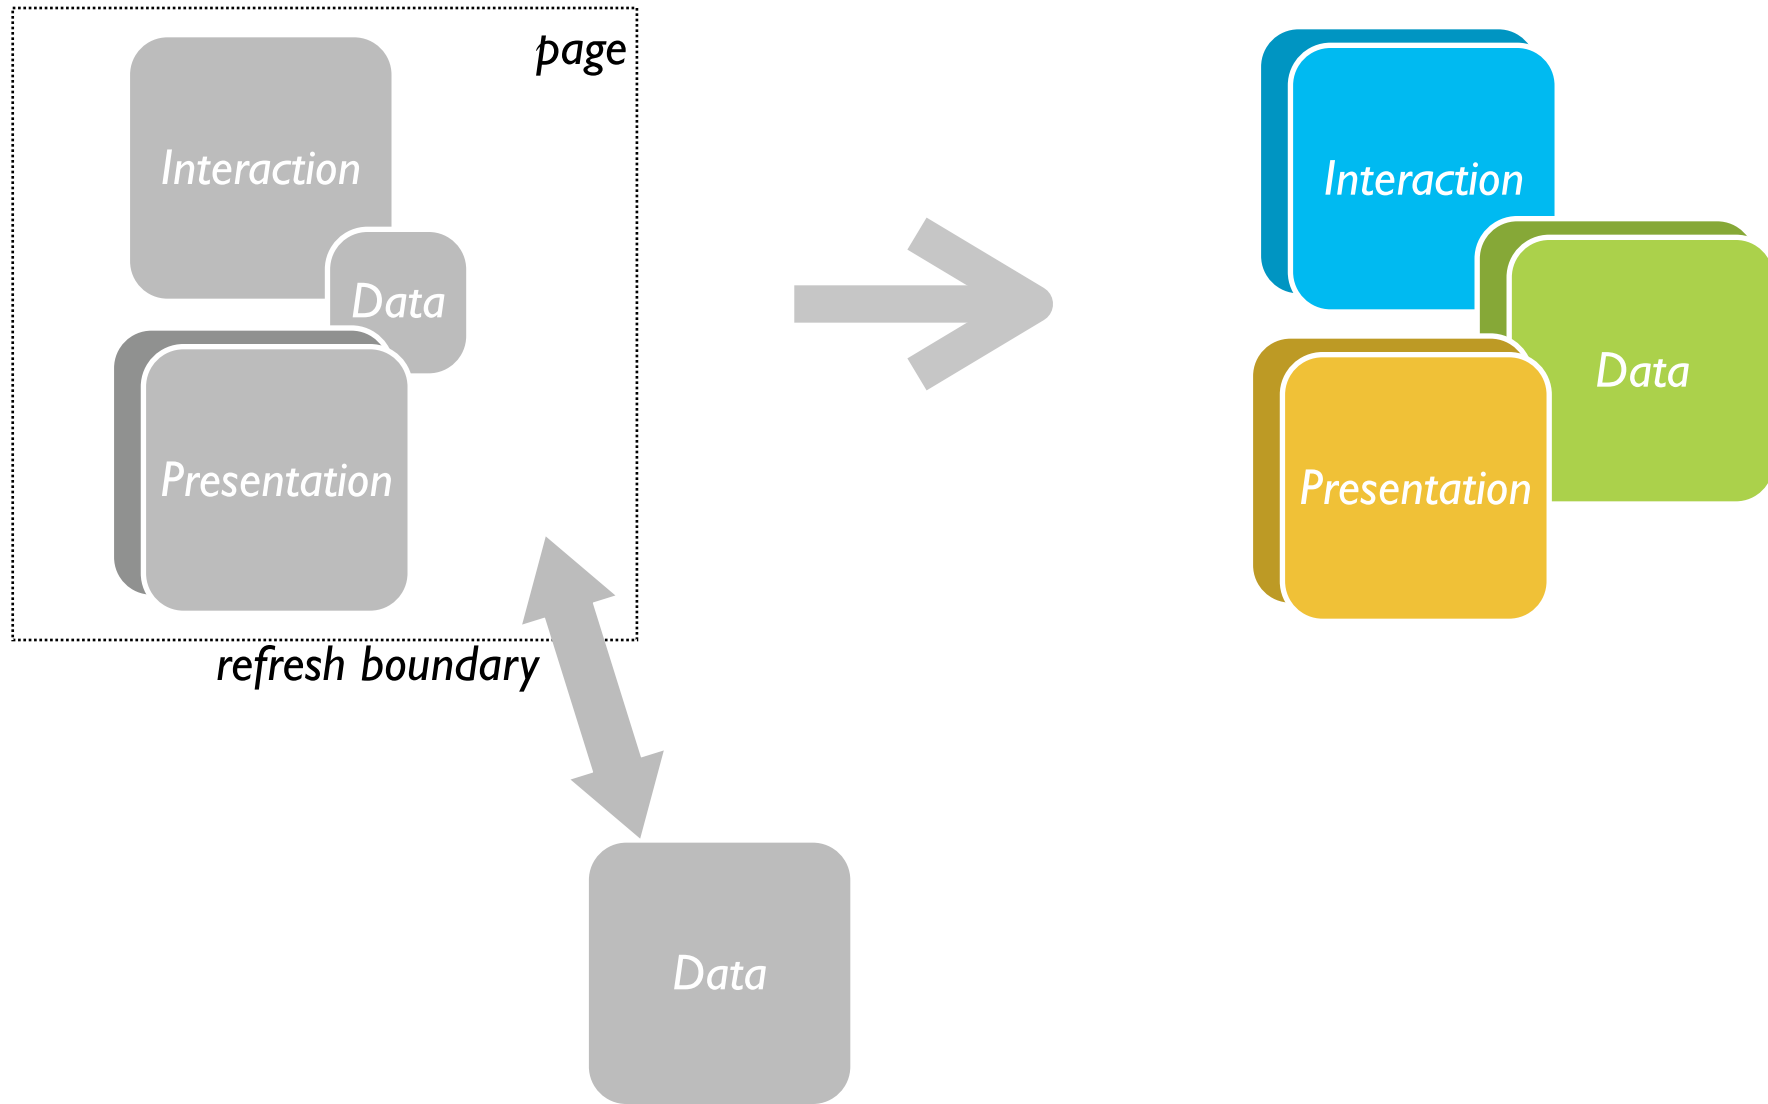 page
Interaction
Data
Presentation
refresh boundary
Data
Interaction
Data
Presentation